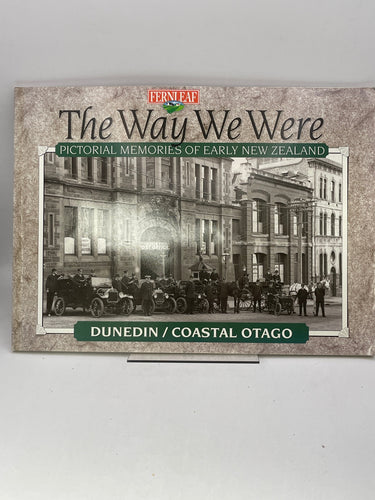 FERNLEAF
The Way We Were
PICTORIAL MEMORIES OF EARLY NEW ZEALAND
DUNEDIN / COASTAL OTAGO